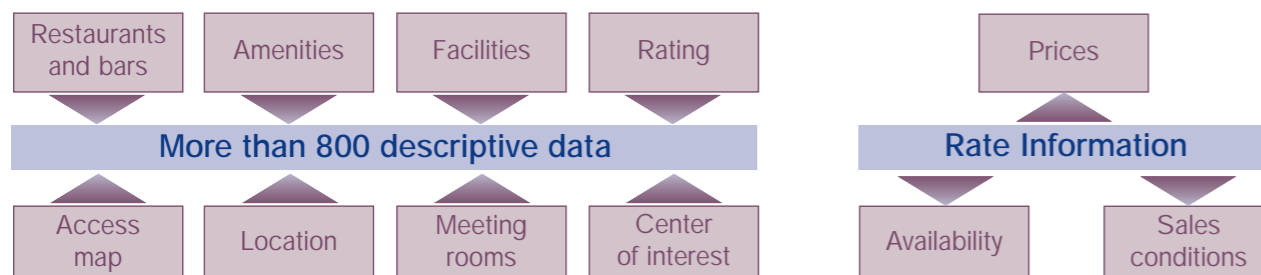 Restaurants
and bars
Amenities
Facilities
Rating
More than 800 descriptive data
Access
map
Location
Meeting
rooms
Center
of interest
Prices
Rate Information
Availability
Sales
conditions